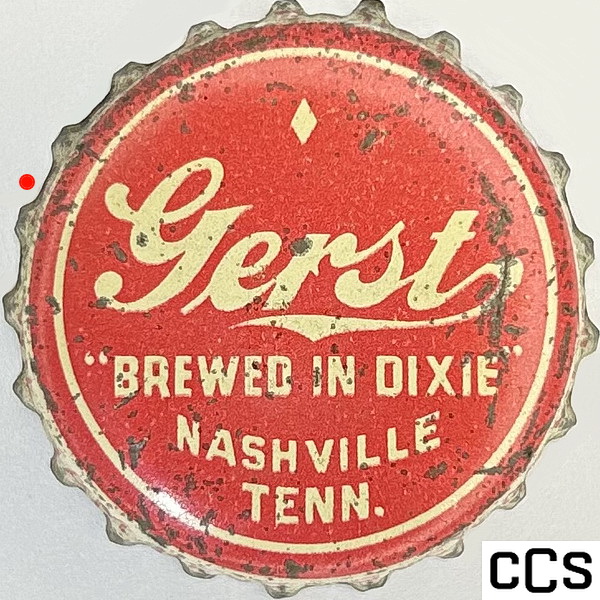 Gerst
"BREWED IN DIXIE"
NASHVILLE
TENN.
CCS